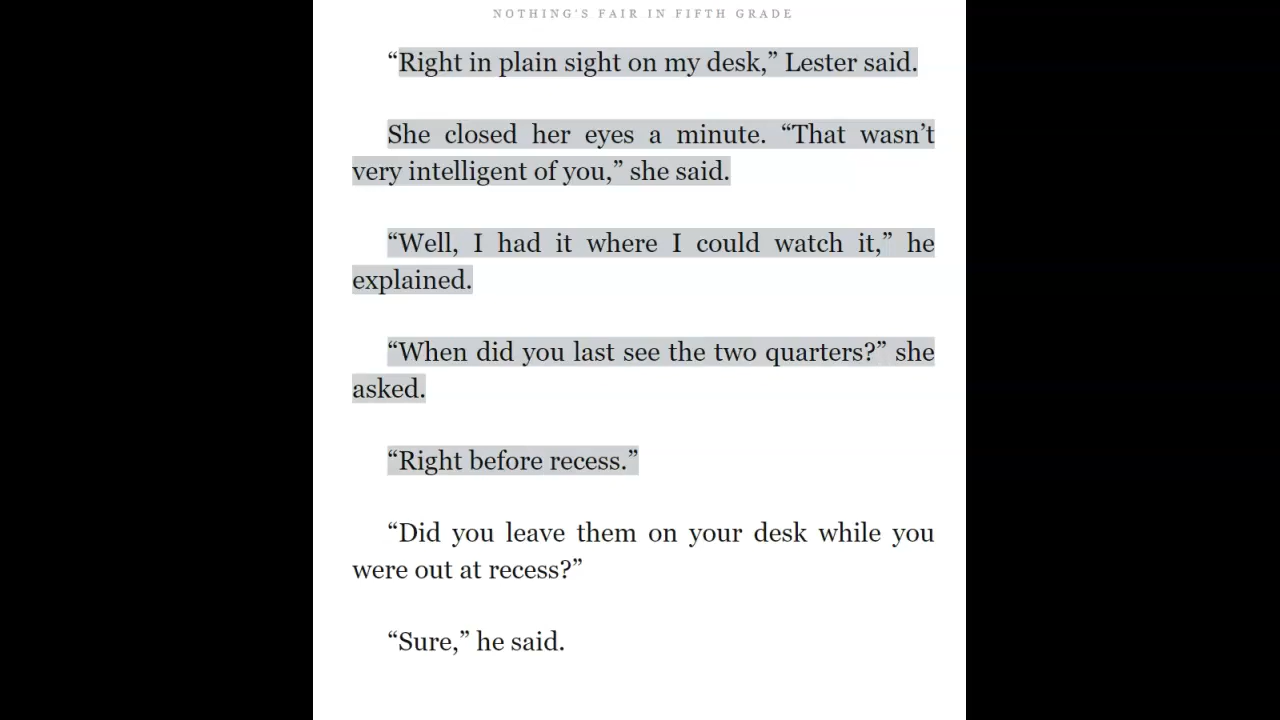 NOTHING'S FAIR IN FIFTH GRADE
“Right in plain sight on my desk,” Lester said.
She closed her eyes a minute. “That wasn’t
very intelligent of you,” she said.
“Well, I had it where I could watch it,” he
explained.
“When did you last see the two quarters?” she
asked.
“Right before recess.”
“Did you leave them on your desk while you
were out at recess?”
“Sure,” he said.